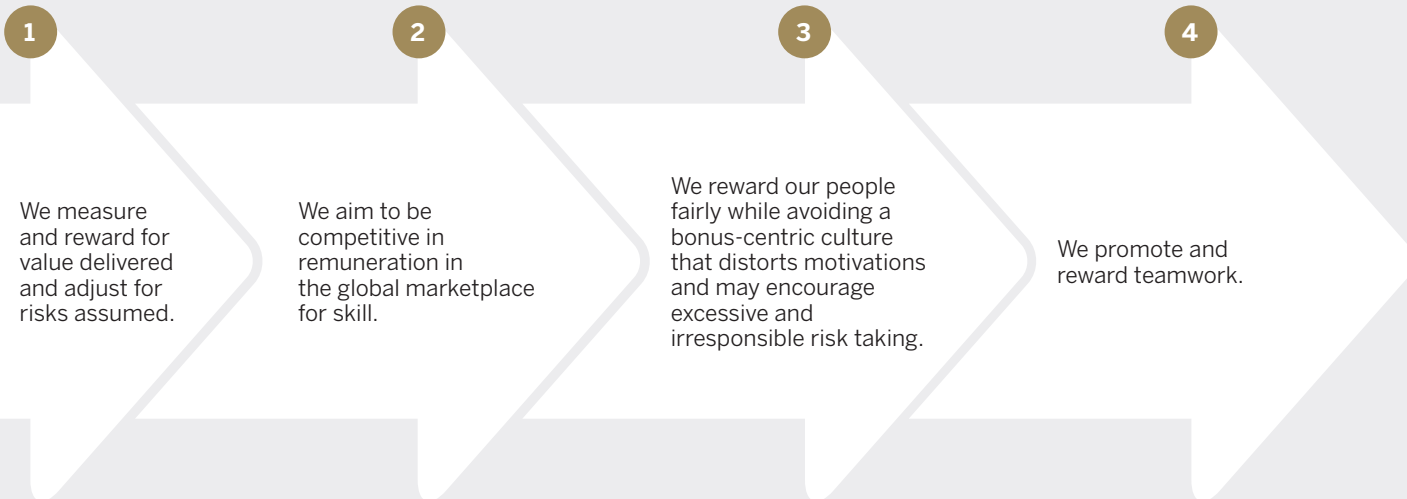 1
We measure
and reward for
value delivered
and adjust for
risks assumed.
2
We aim to be
competitive in
remuneration in
the global marketplace
for skill.
3
We reward our people
fairly while avoiding a
bonus-centric culture
that distorts motivations
and may encourage
excessive and
irresponsible risk taking.
4
We promote and
reward teamwork.